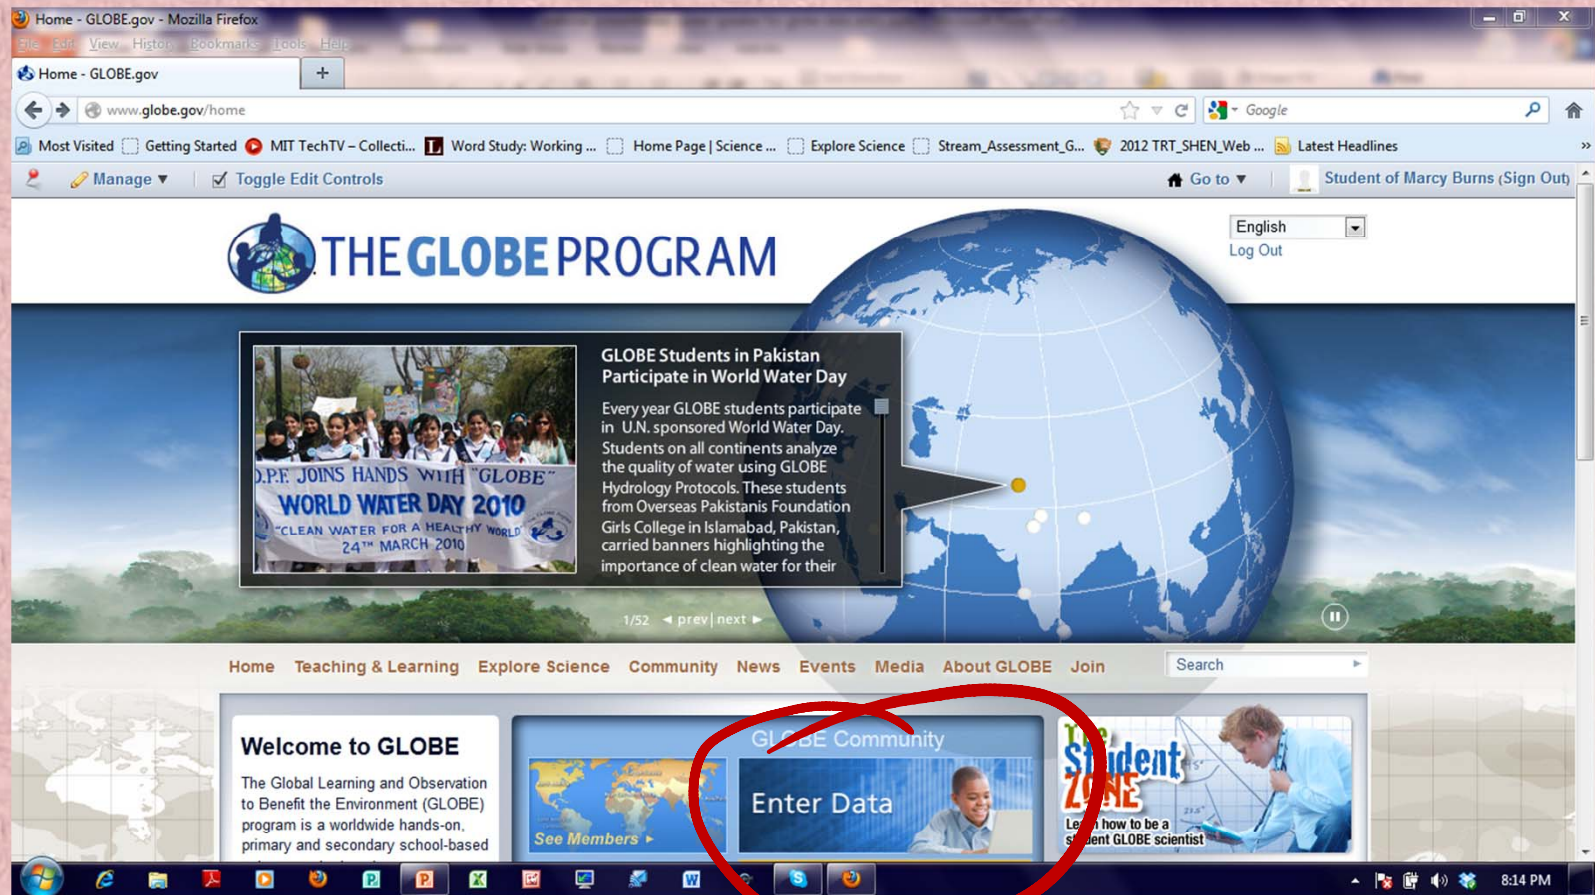 Home - GLOBE.gov - Mozilla Firefox
File Edit View History Bookmarks Tools Help
Home - GLOBE.gov
www.globe.gov/home
Google
Most Visited Getting Started MIT TechTV – Collecti... Word Study: Working ... Home Page | Science ... Explore Science Stream_Assessment_G... 2012 TRT_SHEN_Web ... Latest Headlines
Manage Toggle Edit Controls Go to Student of Marcy Burns (Sign Out)
English
Log Out
THE GLOBE PROGRAM
GLOBE Students in Pakistan
Participate in World Water Day
Every year GLOBE students participate
in U.N. sponsored World Water Day.
Students on all continents analyze
the quality of water using GLOBE
Hydrology Protocols. These students
from Overseas Pakistanis Foundation
Girls College in Islamabad, Pakistan,
carried banners highlighting the
importance of clean water for their
O.P.F. JOINS HANDS WITH "GLOBE"
WORLD WATER DAY 2010
"CLEAN WATER FOR A HEALTHY WORLD"
24TH MARCH 2010
1/52 prev | next
Home Teaching & Learning Explore Science Community News Events Media About GLOBE Join Search
Welcome to GLOBE
The Global Learning and Observation
to Benefit the Environment (GLOBE)
program is a worldwide hands-on,
primary and secondary school-based
See Members
GLOBE Community
Enter Data
The
Student
ZONE
Learn how to be a
student GLOBE scientist
8:14 PM